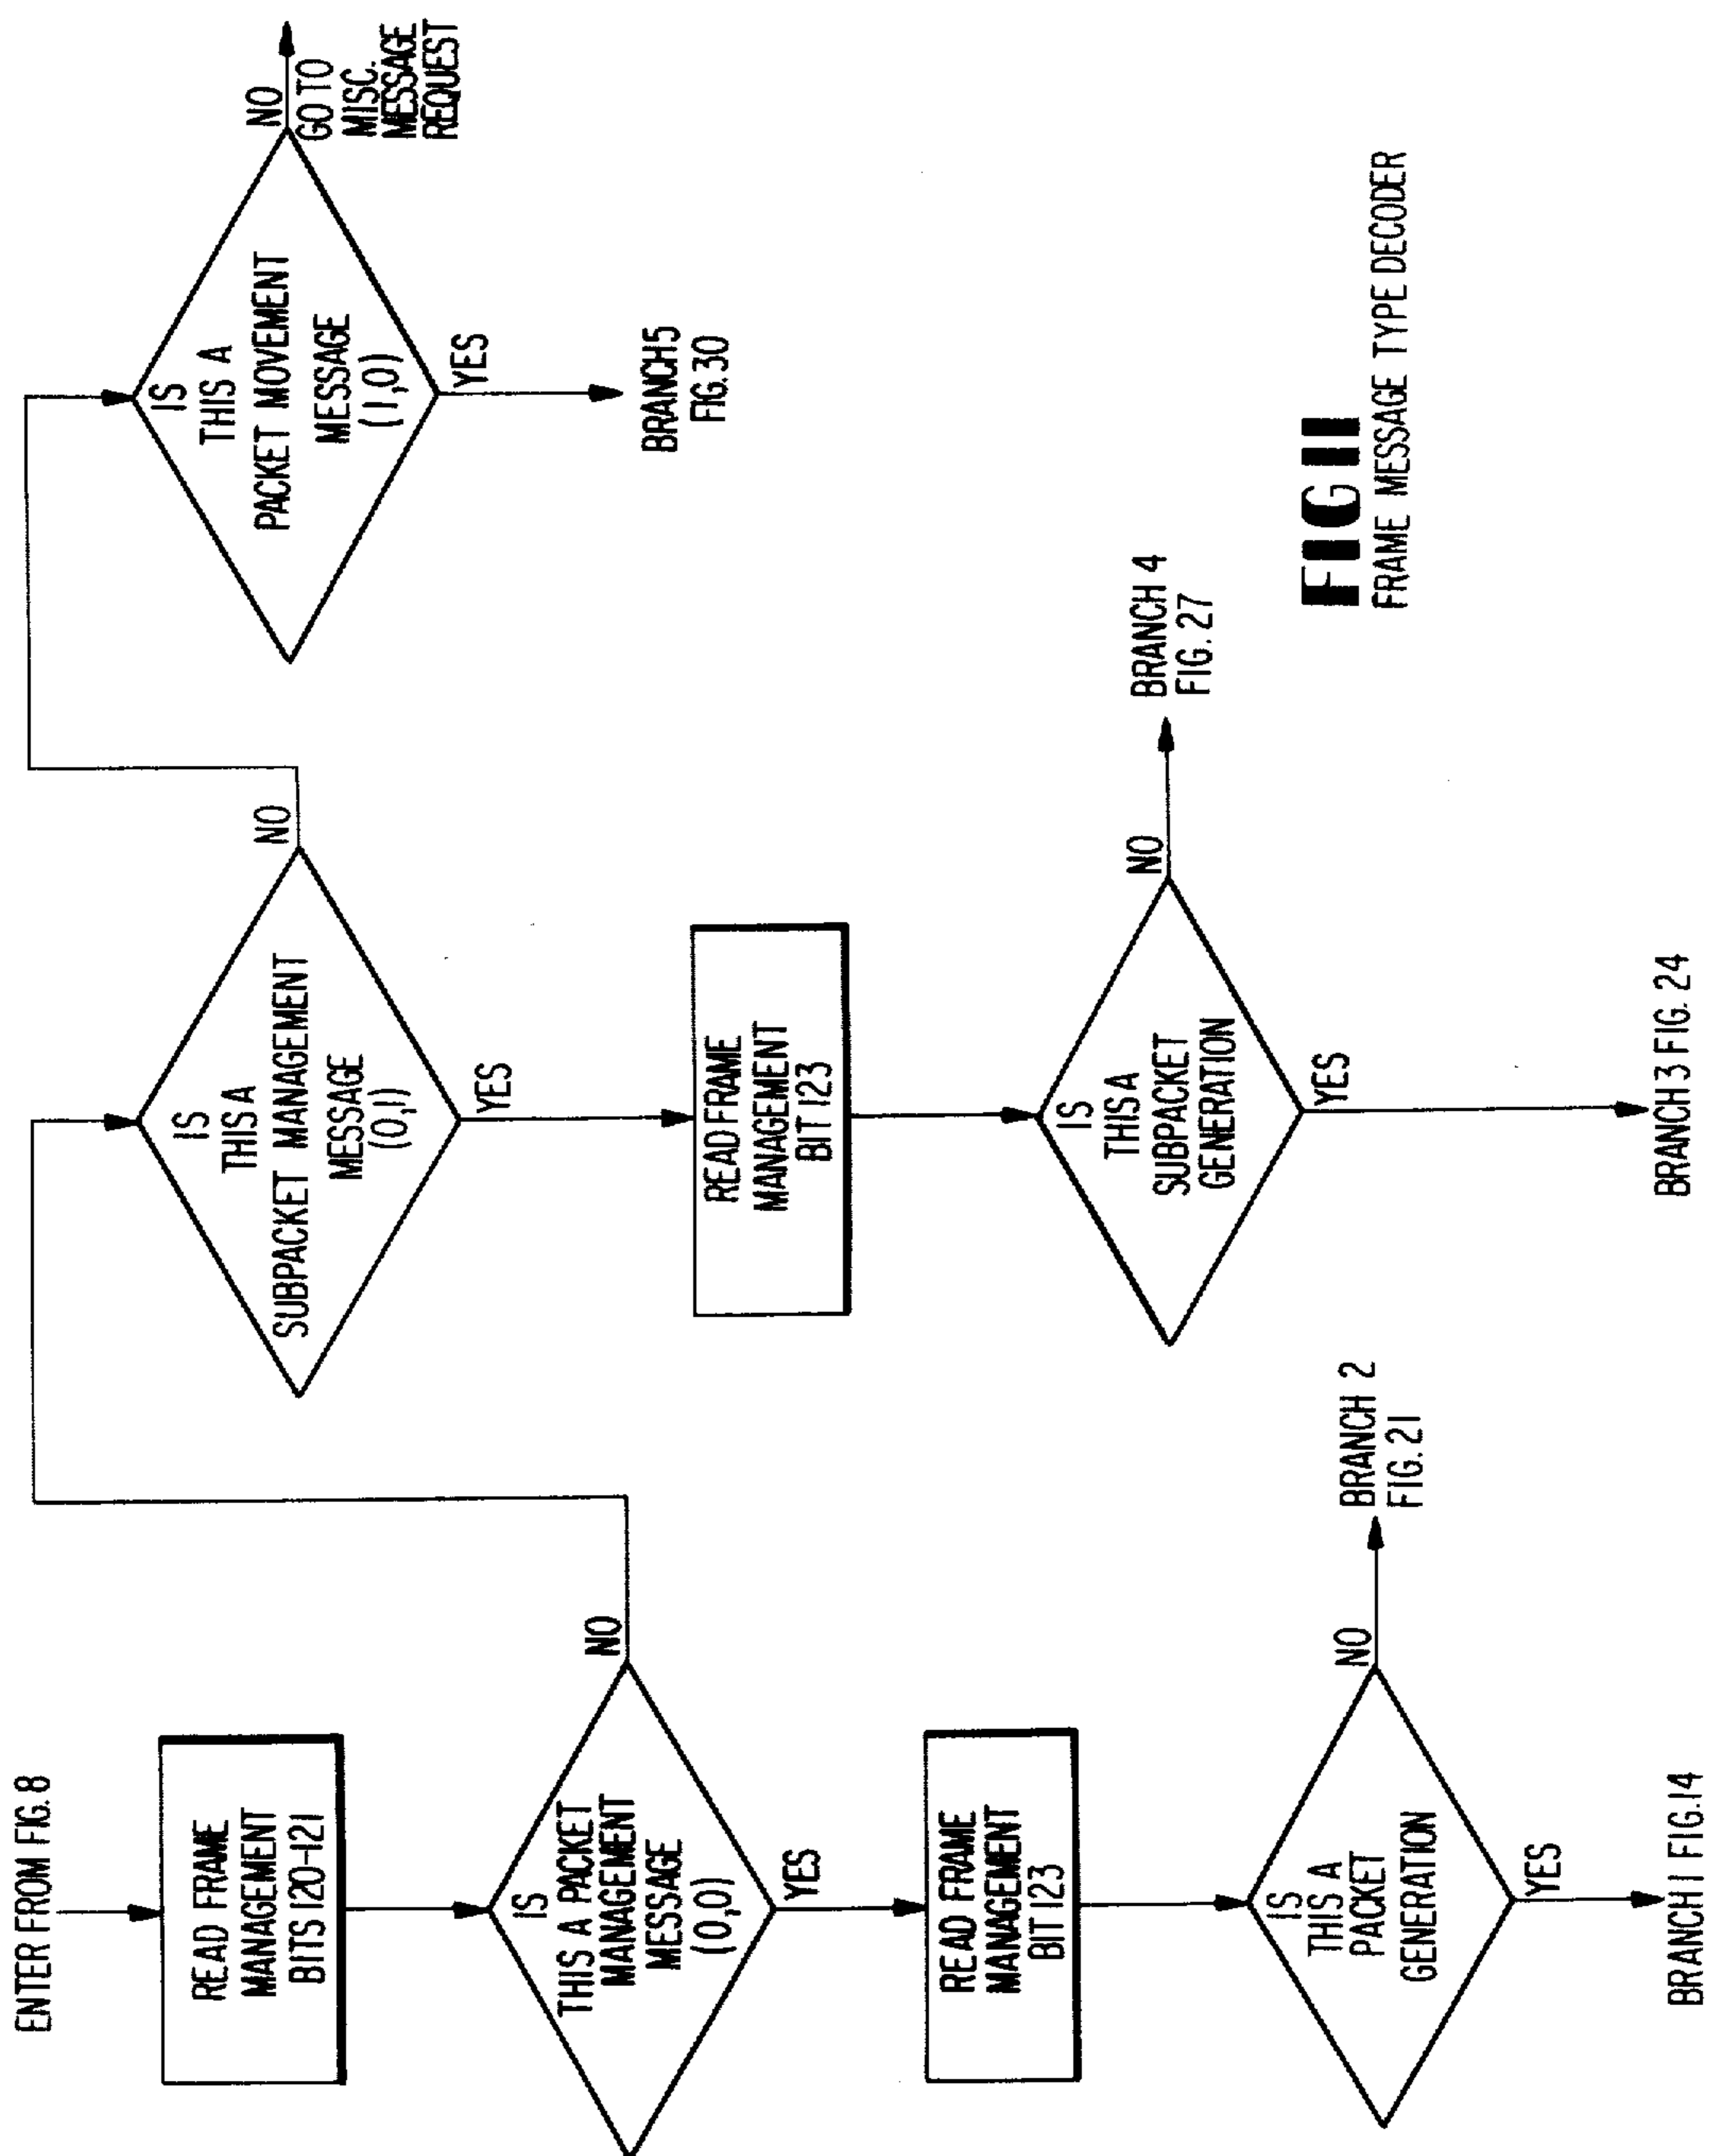 ENTER FROM FIG. 8
READ FRAME
MANAGEMENT
BITS 120-121
IS
THIS A PACKET
MANAGEMENT
MESSAGE
(0,0)
NO
YES
READ FRAME
MANAGEMENT
BIT 123
IS
THIS A
PACKET
GENERATION
NO
BRANCH 2
FIG. 21
YES
BRANCH 1 FIG. 14
IS
THIS A
SUBPACKET MANAGEMENT
MESSAGE
(0,1)
NO
YES
READ FRAME
MANAGEMENT
BIT 123
IS
THIS A
SUBPACKET
GENERATION
NO
BRANCH 4
FIG. 27
YES
BRANCH 3 FIG. 24
IS
THIS A
PACKET MOVEMENT
MESSAGE
(1,0)
NO
GO TO
MISC.
MESSAGE
REQUEST
YES
BRANCH 5
FIG. 30
FIG 11
FRAME MESSAGE TYPE DECODER